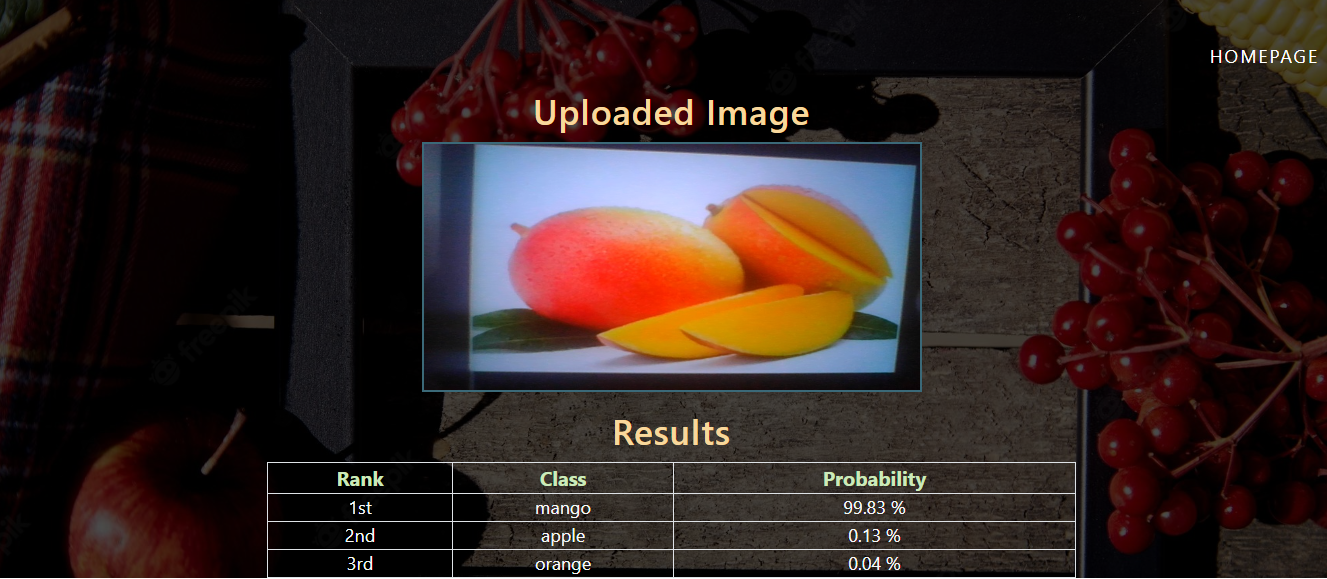 HOMEPAGE
Uploaded Image
Results
Rank Class Probability
1st mango 99.83 %
2nd apple 0.13 %
3rd orange 0.04 %
freepik